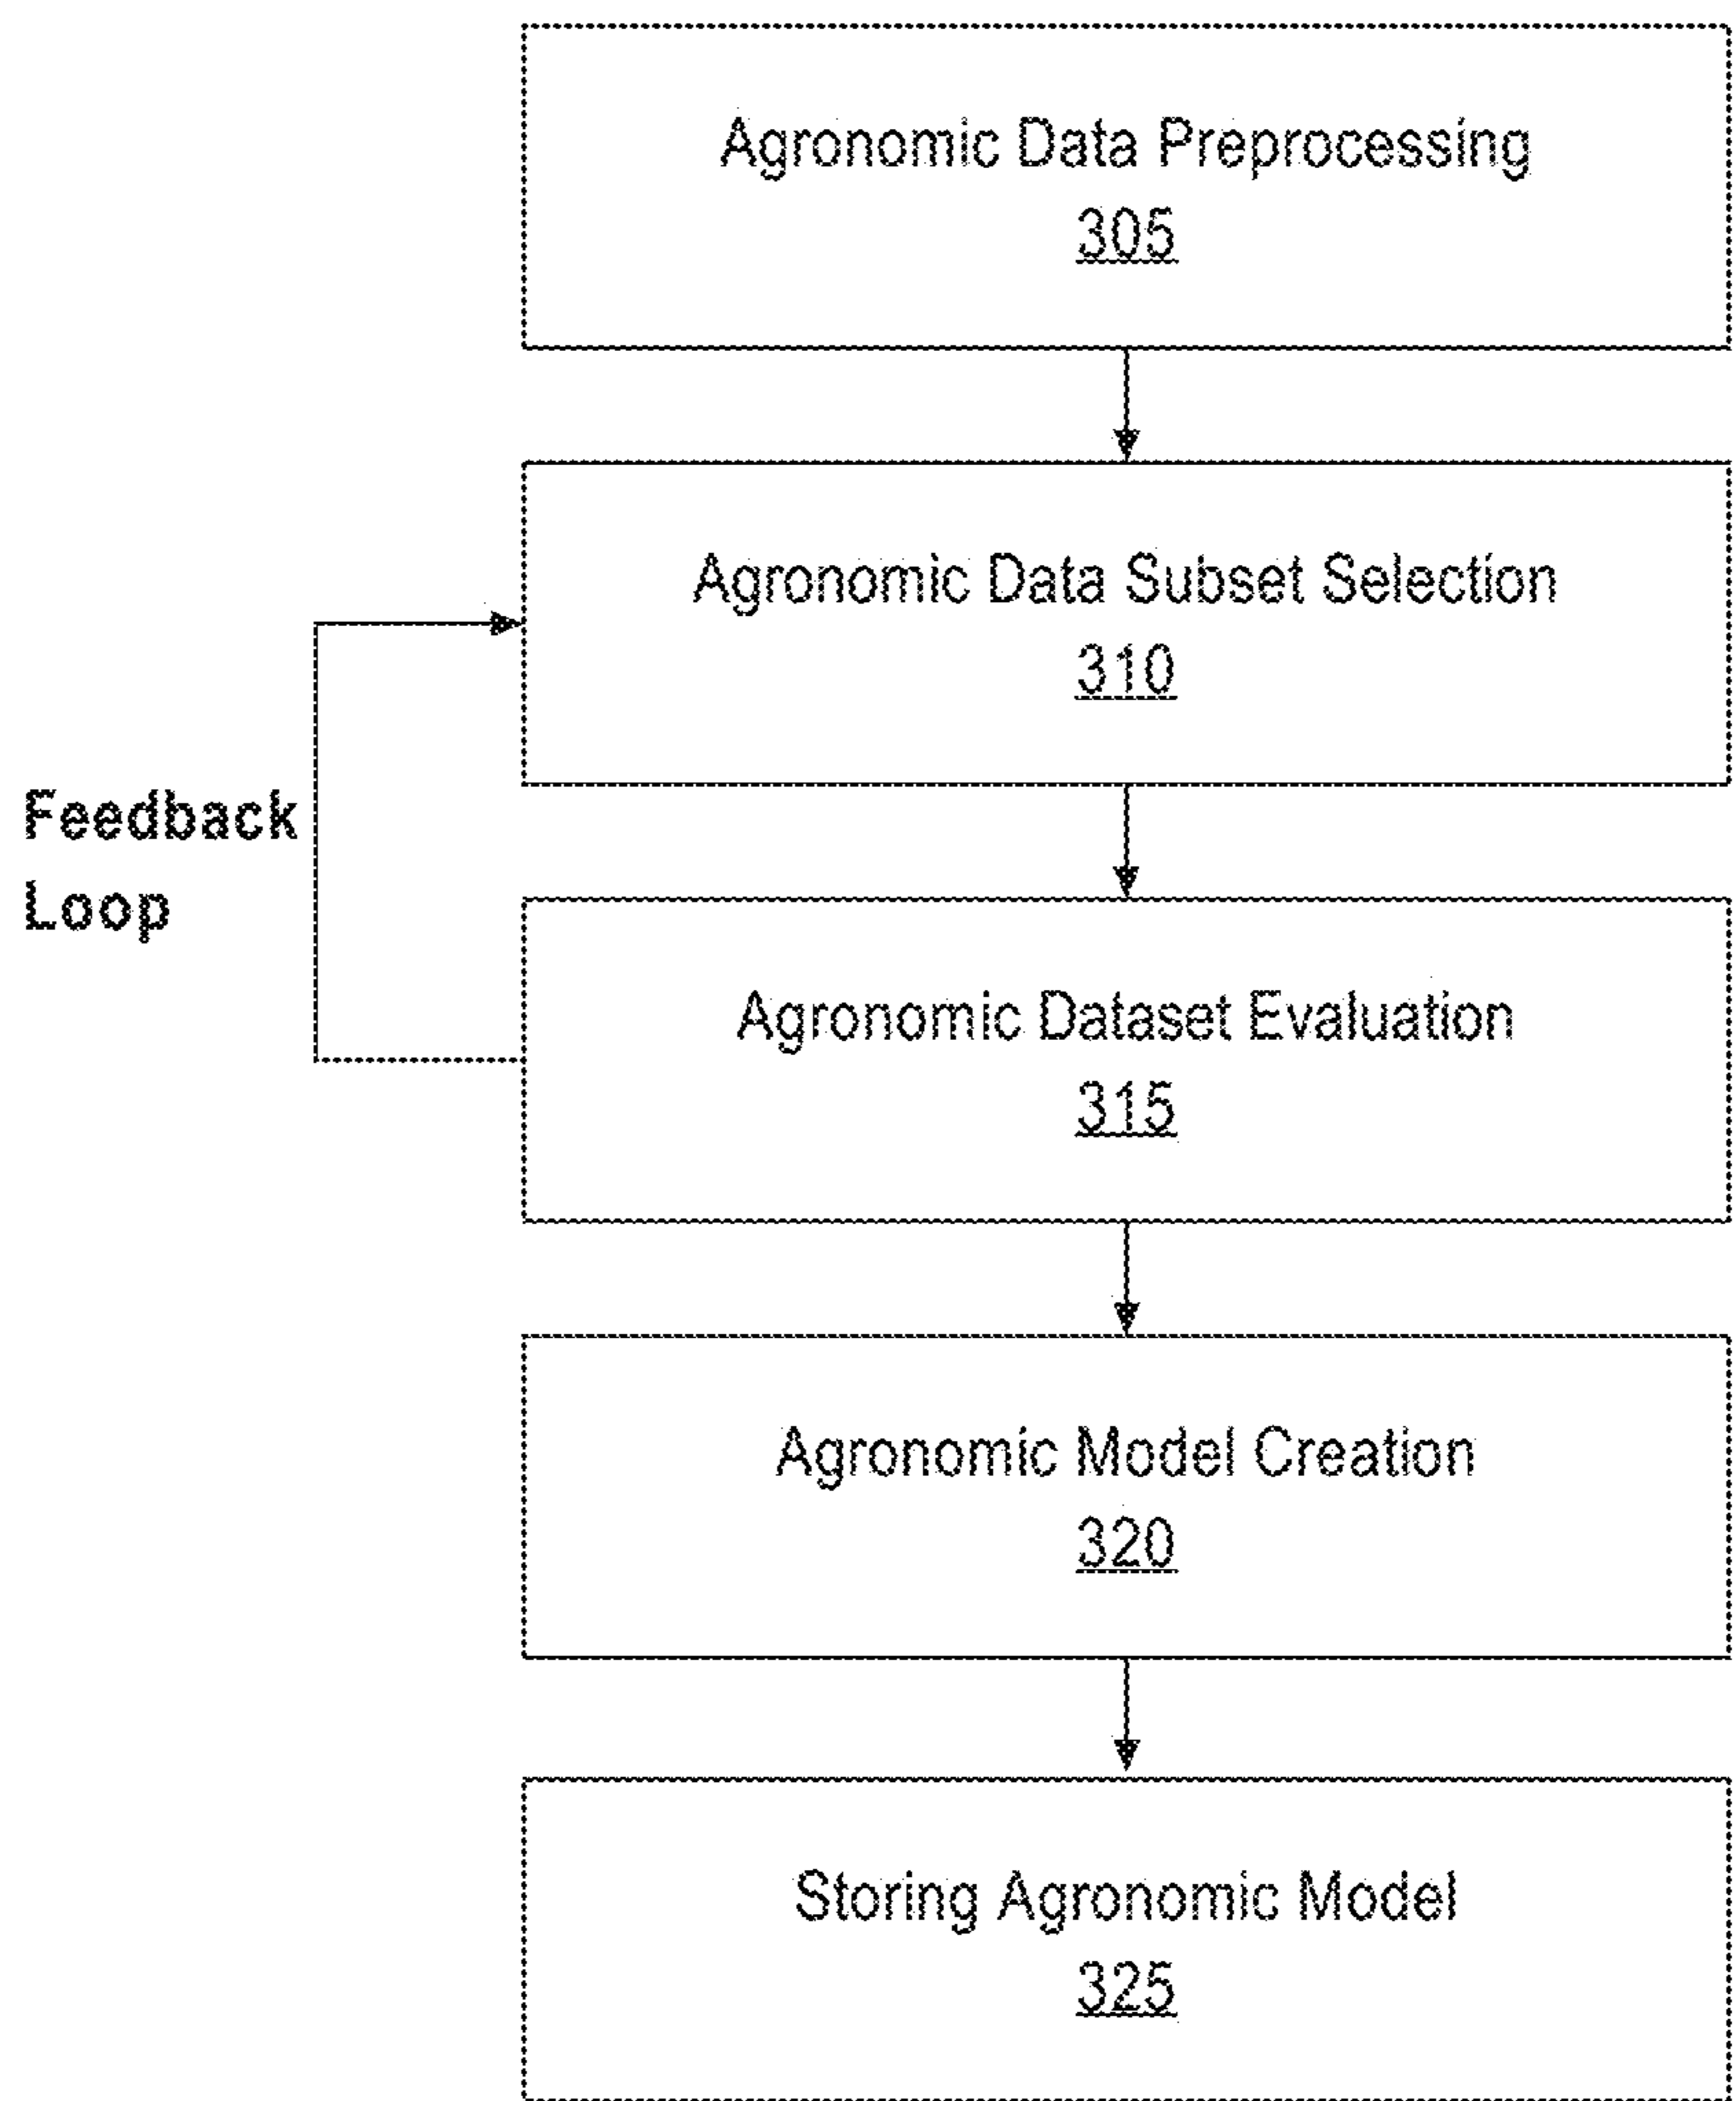 Agronomic Data Preprocessing
305
Agronomic Data Subset Selection
310
Feedback
Loop
Agronomic Dataset Evaluation
315
Agronomic Model Creation
320
Storing Agronomic Model
325